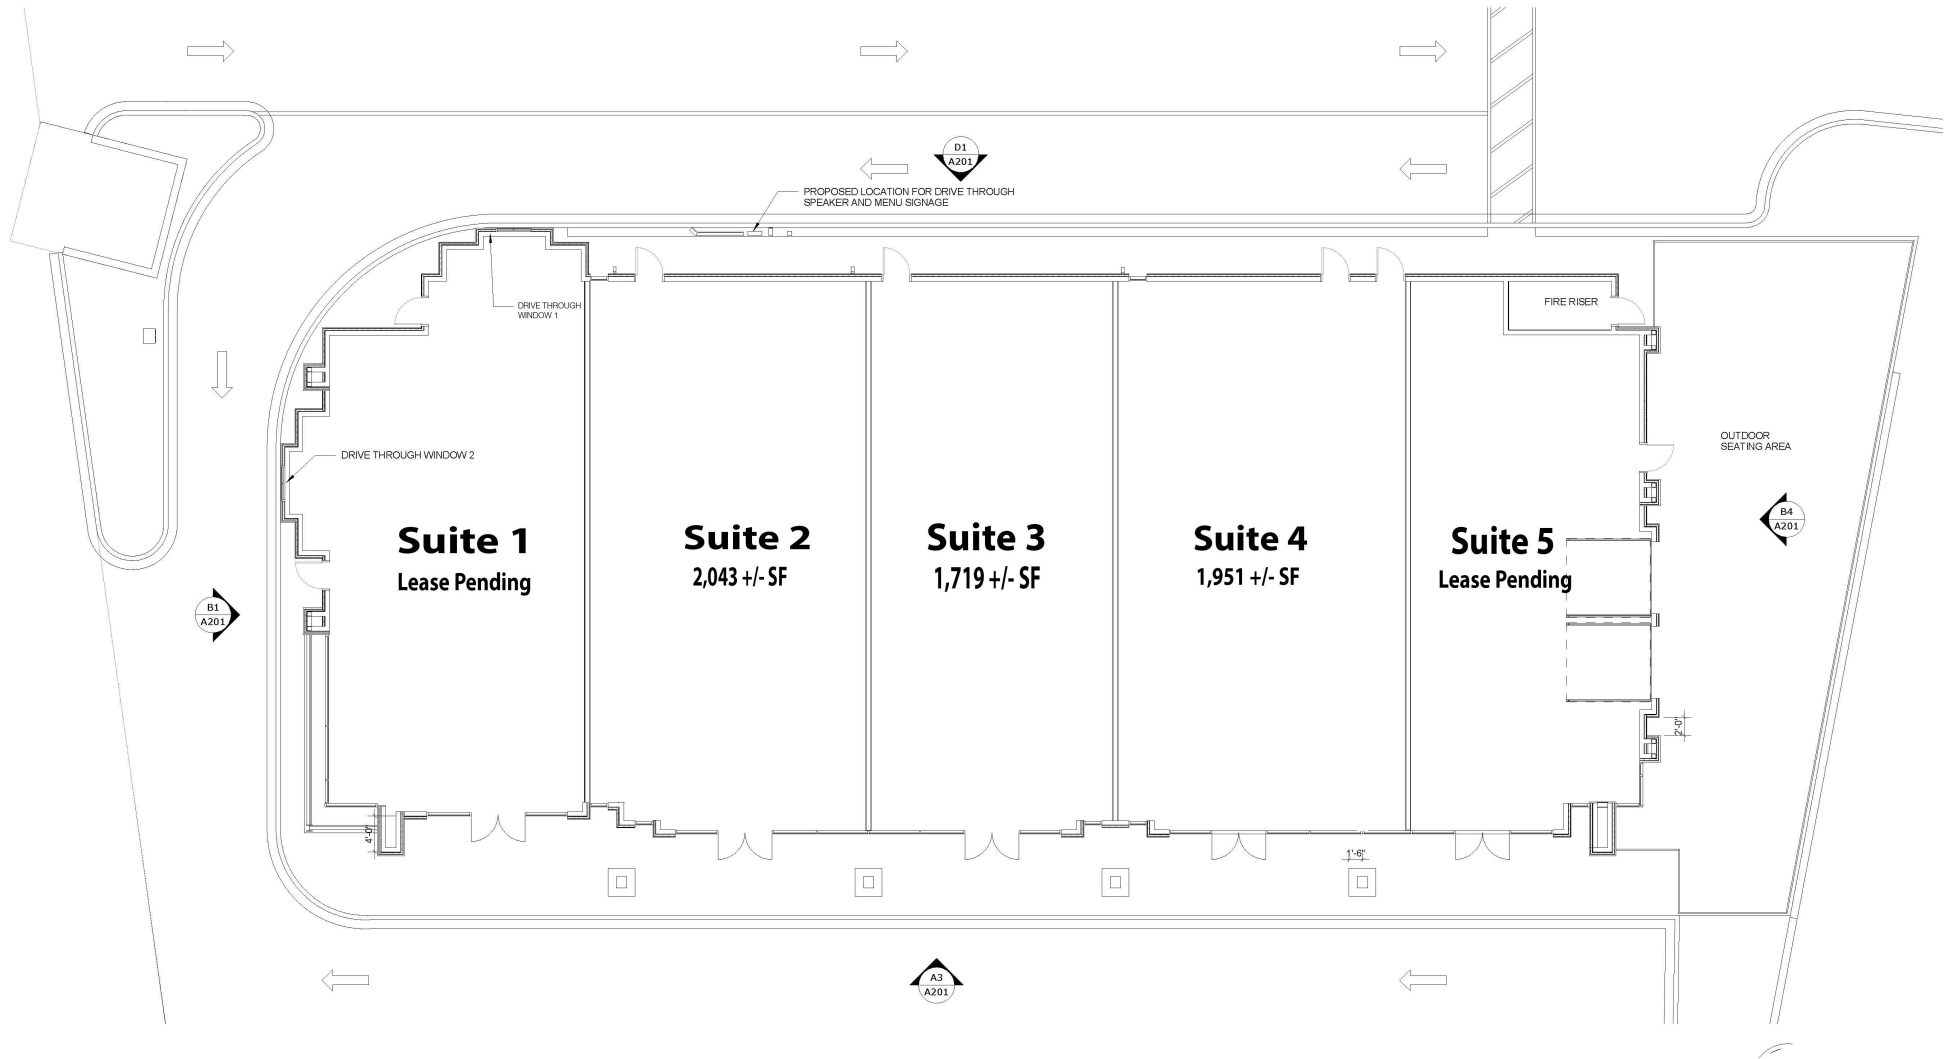 D1
A201
PROPOSED LOCATION FOR DRIVE THROUGH
SPEAKER AND MENU SIGNAGE
DRIVE THROUGH
WINDOW 1
FIRE RISER
DRIVE THROUGH WINDOW 2
OUTDOOR
SEATING AREA
B4
A201
Suite 1
Lease Pending
Suite 2
2,043 +/- SF
Suite 3
1,719 +/- SF
Suite 4
1,951 +/- SF
Suite 5
Lease Pending
B1
A201
2'-0"
4'-0"
1'-6"
A3
A201